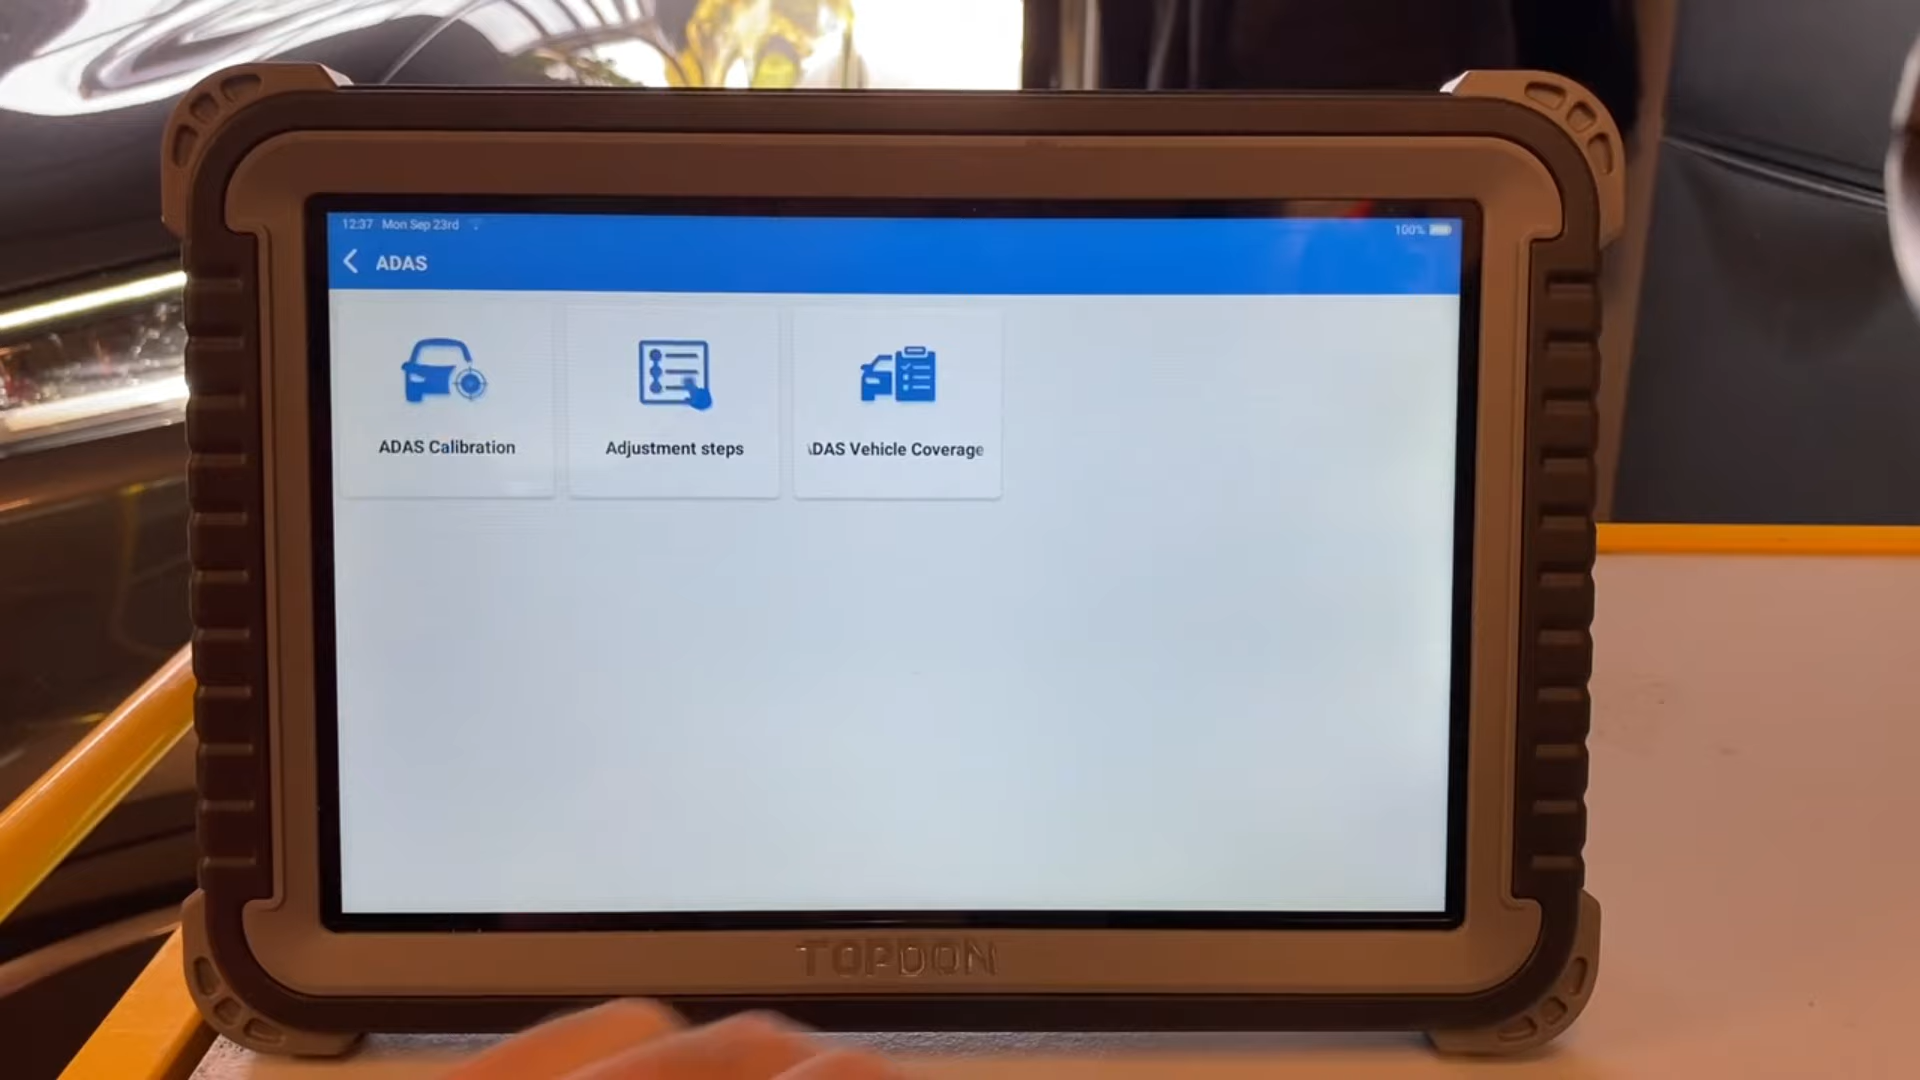 12:37 Mon Sep 23rd
100%
ADAS
ADAS Calibration
Adjustment steps
DAS Vehicle Coverage
TOPDON